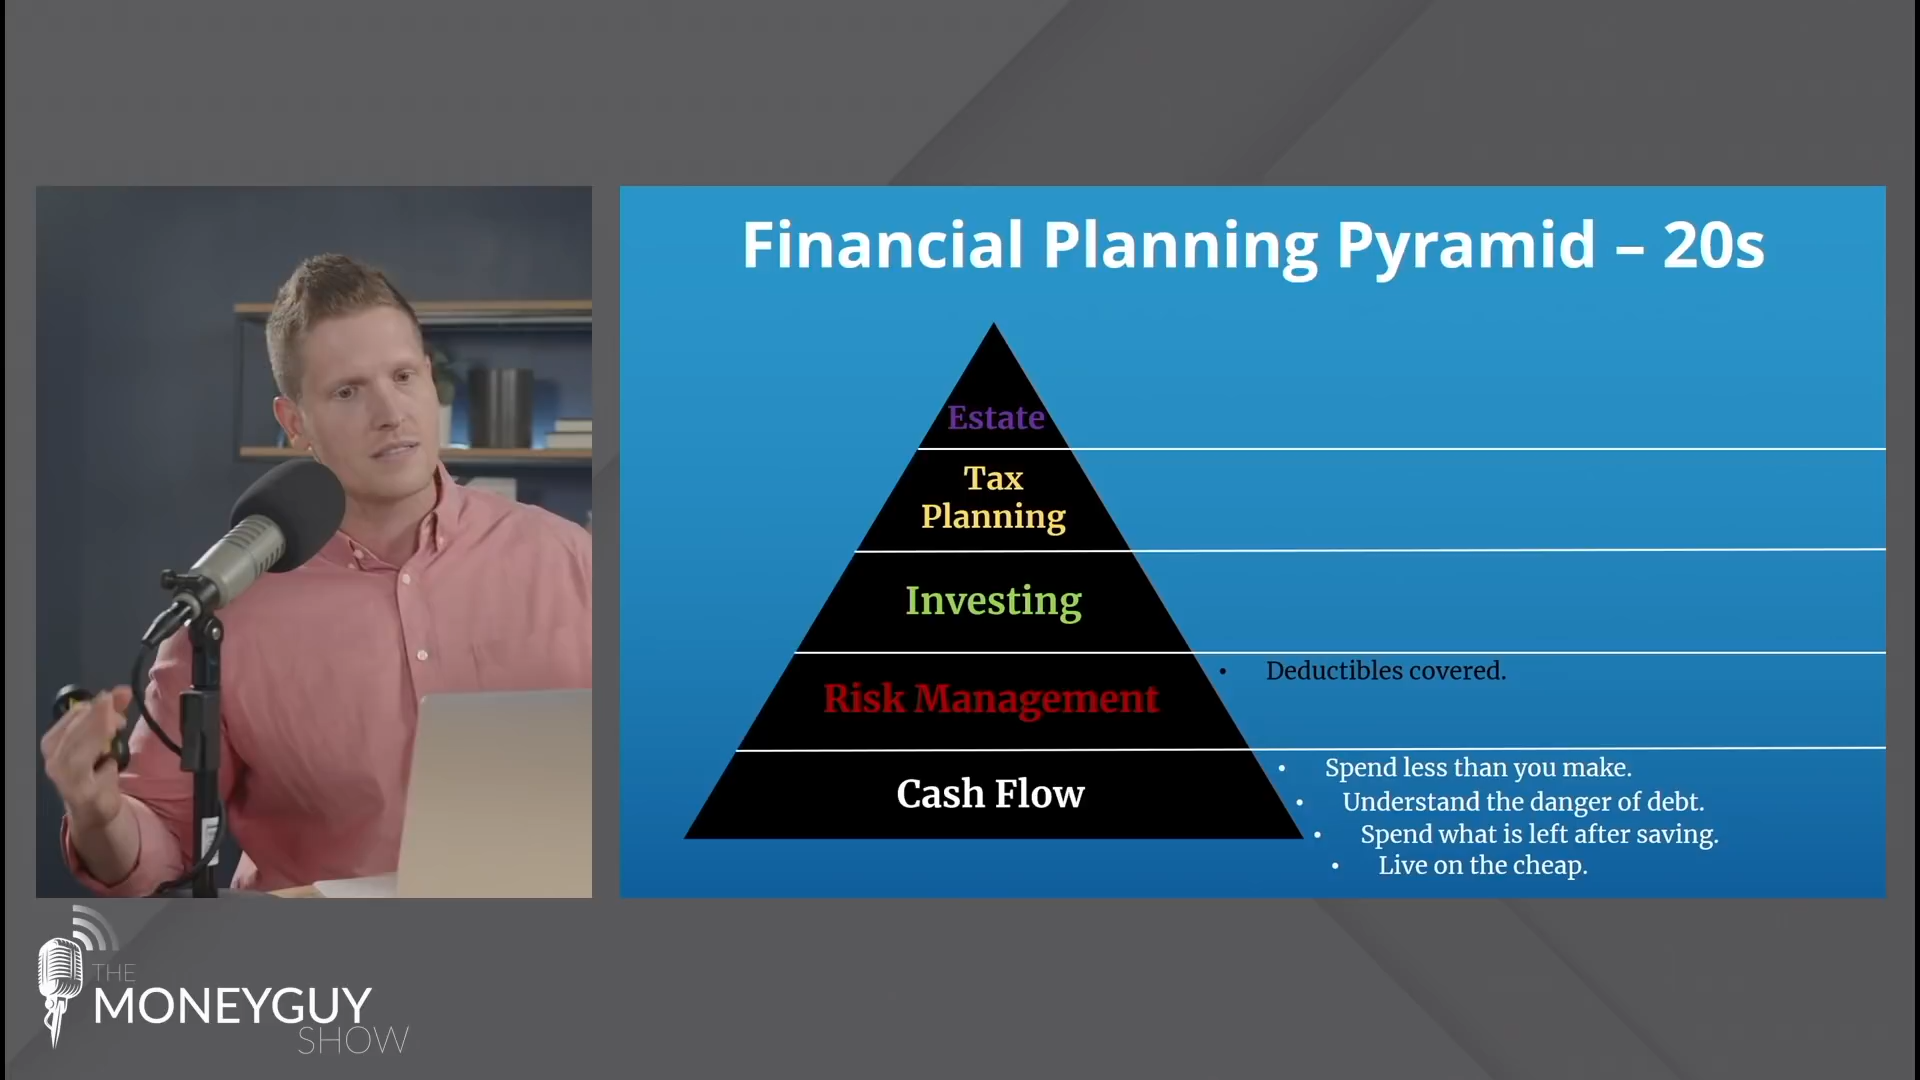 Financial Planning Pyramid – 20s
Estate
Tax
Planning
Investing
Risk Management
• Deductibles covered.
Cash Flow
• Spend less than you make.
• Understand the danger of debt.
• Spend what is left after saving.
• Live on the cheap.
THE
MONEYGUY
SHOW